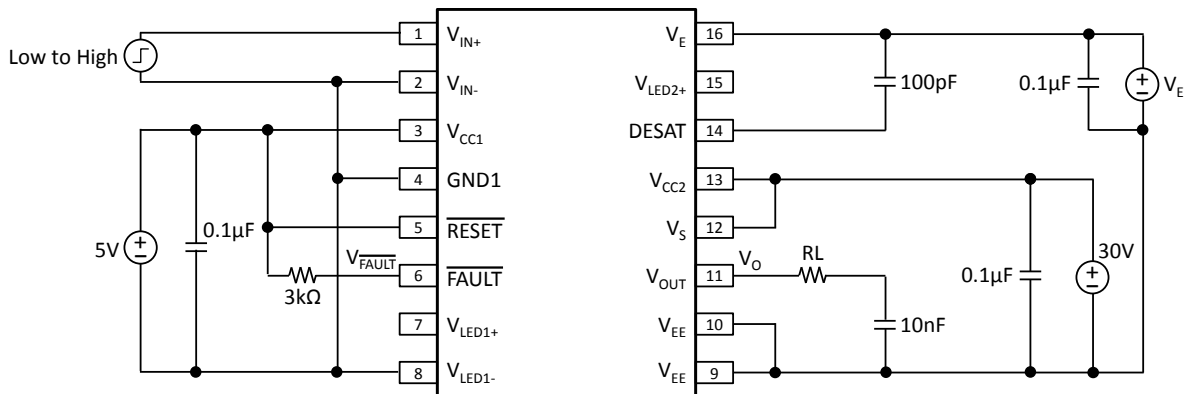 Low to High
1 V_IN+
2 V_IN-
3 V_CC1
4 GND1
5 RESET
6 FAULT
7 V_LED1+
8 V_LED1-
5V
0.1µF
3kΩ
V_FAULT
V_E 16
V_LED2+ 15
DESAT 14
V_CC2 13
V_S 12
V_OUT 11
V_EE 10
V_EE 9
100pF
0.1µF
V_E
V_O
RL
10nF
0.1µF
30V